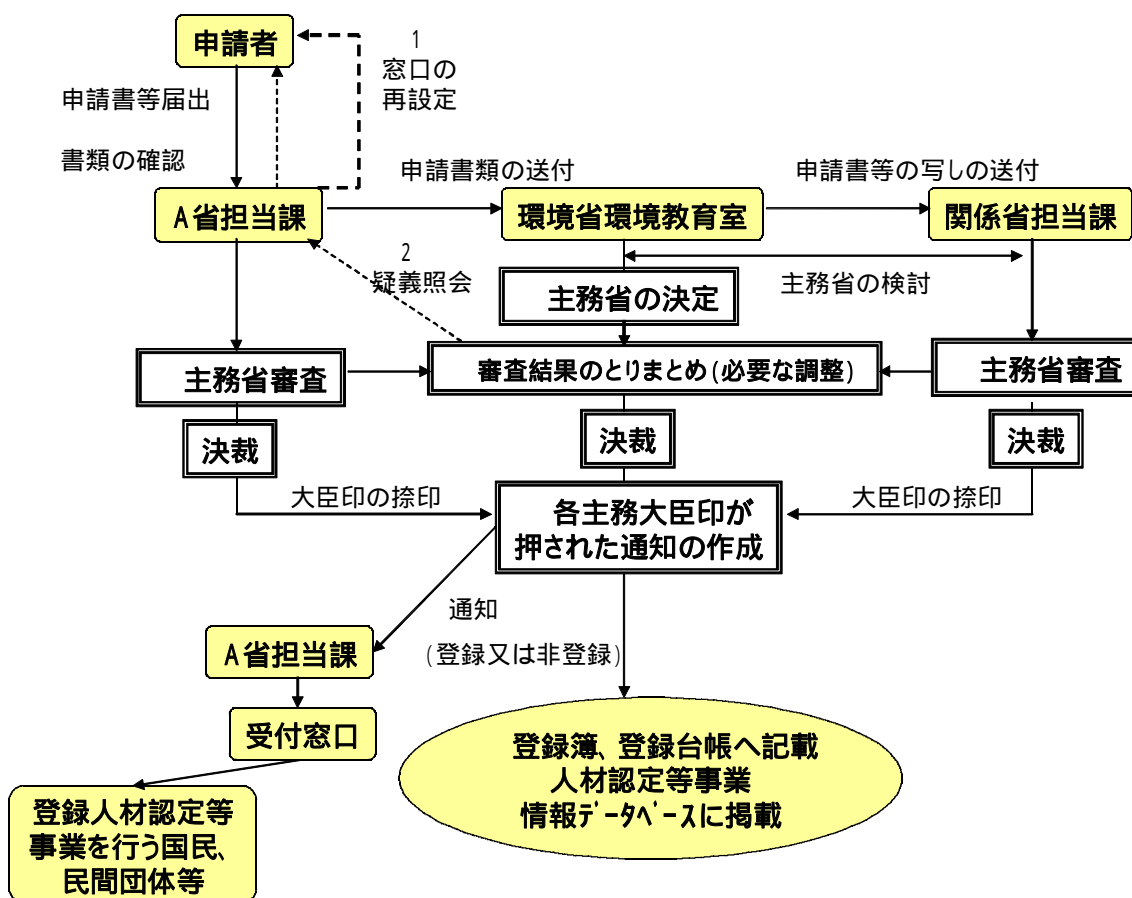 申請者
1
窓口の
再設定
申請書等届出
書類の確認
申請書類の送付
申請書等の写しの送付
A省担当課
環境省環境教育室
関係省担当課
2
疑義照会
主務省の検討
主務省の決定
主務省審査
審査結果のとりまとめ(必要な調整)
主務省審査
決裁
決裁
決裁
大臣印の捺印
大臣印の捺印
各主務大臣印が
押された通知の作成
通知
(登録又は非登録)
A省担当課
受付窓口
登録簿、登録台帳へ記載
人材認定等事業
情報ﾃﾞｰﾀﾍﾞｰｽに掲載
登録人材認定等
事業を行う国民、
民間団体等